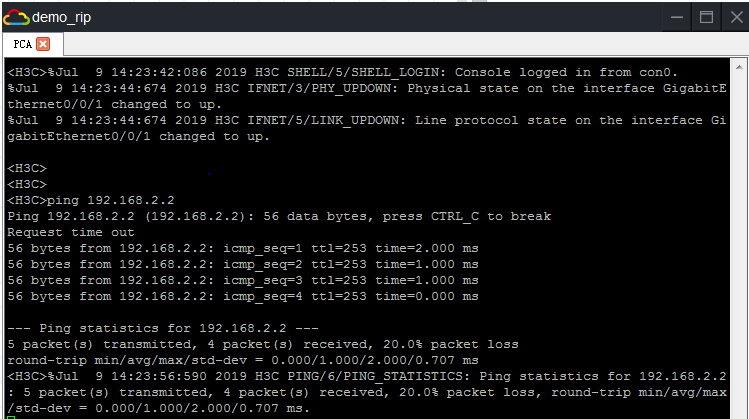 demo_rip
PCA
<H3C>%Jul  9 14:23:42:086 2019 H3C SHELL/5/SHELL_LOGIN: Console logged in from con0.
%Jul  9 14:23:44:674 2019 H3C IFNET/3/PHY_UPDOWN: Physical state on the interface GigabitE
thernet0/0/1 changed to up.
%Jul  9 14:23:44:674 2019 H3C IFNET/5/LINK_UPDOWN: Line protocol state on the interface Gi
gabitEthernet0/0/1 changed to up.
<H3C>
<H3C>
<H3C>ping 192.168.2.2
Ping 192.168.2.2 (192.168.2.2): 56 data bytes, press CTRL_C to break
Request time out
56 bytes from 192.168.2.2: icmp_seq=1 ttl=253 time=2.000 ms
56 bytes from 192.168.2.2: icmp_seq=2 ttl=253 time=1.000 ms
56 bytes from 192.168.2.2: icmp_seq=3 ttl=253 time=1.000 ms
56 bytes from 192.168.2.2: icmp_seq=4 ttl=253 time=0.000 ms
--- Ping statistics for 192.168.2.2 ---
5 packet(s) transmitted, 4 packet(s) received, 20.0% packet loss
round-trip min/avg/max/std-dev = 0.000/1.000/2.000/0.707 ms
<H3C>%Jul  9 14:23:56:590 2019 H3C PING/6/PING_STATISTICS: Ping statistics for 192.168.2.2
: 5 packet(s) transmitted, 4 packet(s) received, 20.0% packet loss, round-trip min/avg/max
/std-dev = 0.000/1.000/2.000/0.707 ms.